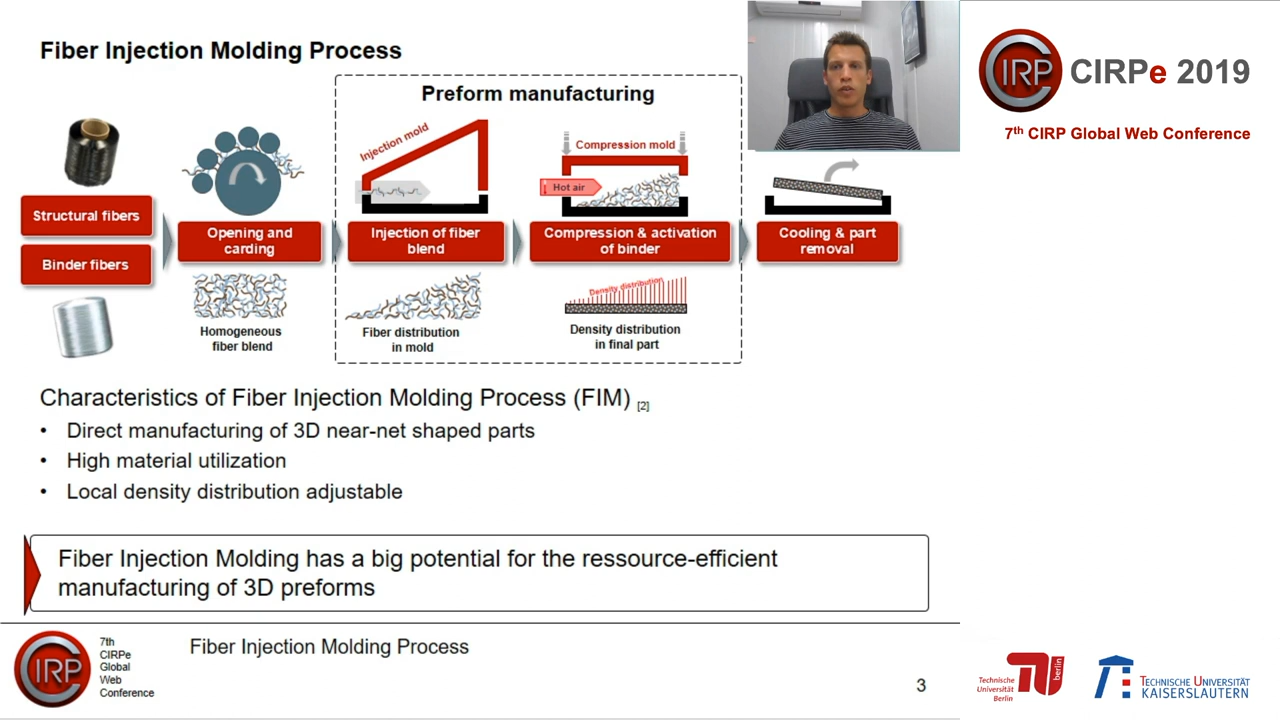 Fiber Injection Molding Process
Preform manufacturing
Injection mold
Compression mold
Hot air
Structural fibers
Binder fibers
Opening and
carding
Injection of fiber
blend
Compression & activation
of binder
Cooling & part
removal
Homogeneous
fiber blend
Fiber distribution
in mold
Density distribution
Density distribution
in final part
Characteristics of Fiber Injection Molding Process (FIM) [2]
• Direct manufacturing of 3D near-net shaped parts
• High material utilization
• Local density distribution adjustable
Fiber Injection Molding has a big potential for the ressource-efficient
manufacturing of 3D preforms
CIRP
7th
CIRPe
Global
Web
Conference
Fiber Injection Molding Process
3
CIRP
CIRPe 2019
7th CIRP Global Web Conference
Technische
Universität
Berlin
berlin
TECHNISCHE UNIVERSITÄT
KAISERSLAUTERN